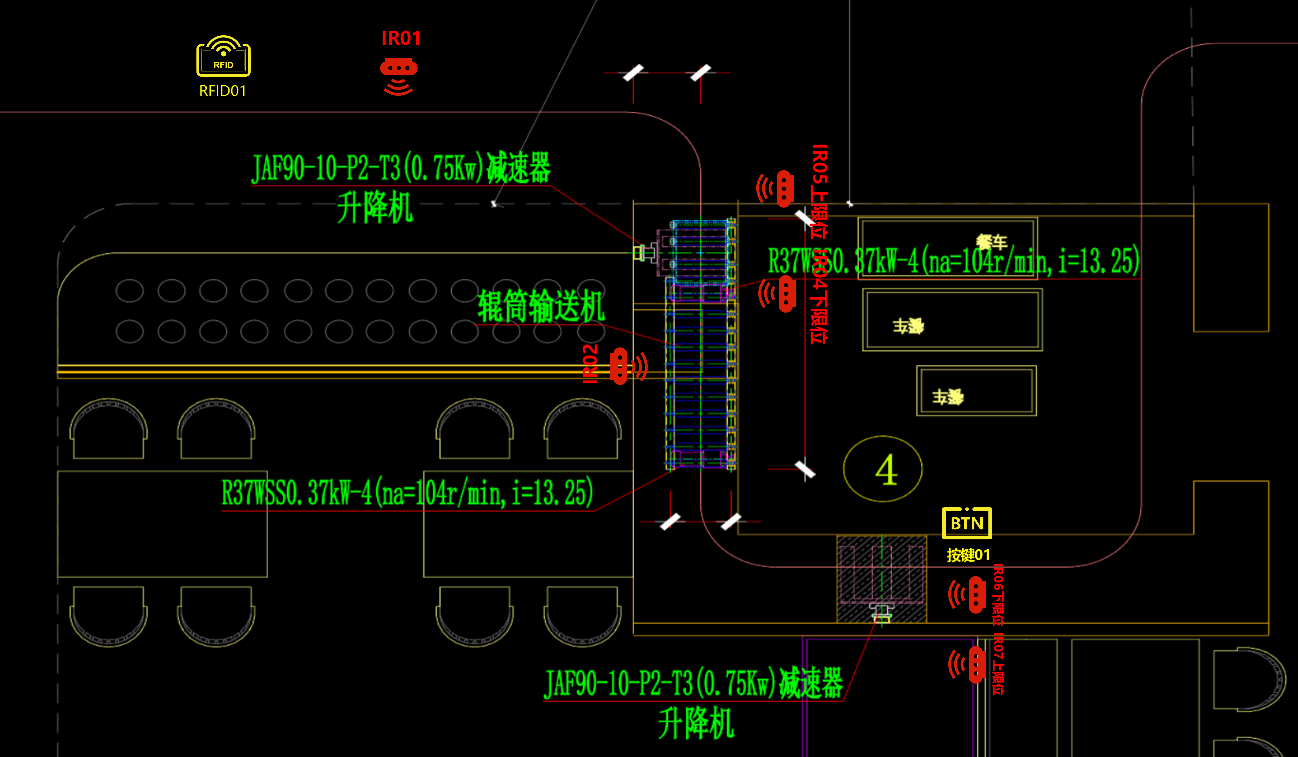 RFID
RFID01
IR01
JAF90-10-P2-T3(0.75Kw)减速器
升降机
IR05上限位
IR04下限位
餐车
R37WSS0.37kW-4(na=104r/min,i=13.25)
辊筒输送机
餐车
IR02
餐车
4
R37WSS0.37kW-4(na=104r/min,i=13.25)
BTN
按键01
IR06下限位
IR07上限位
JAF90-10-P2-T3(0.75Kw)减速器
升降机